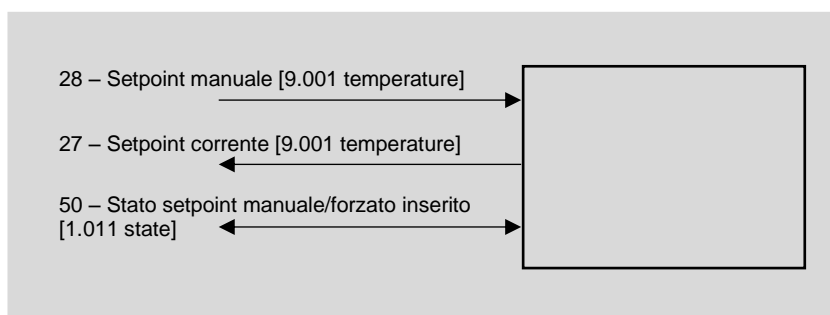 28 – Setpoint manuale [9.001 temperature]
27 – Setpoint corrente [9.001 temperature]
50 – Stato setpoint manuale/forzato inserito
[1.011 state]